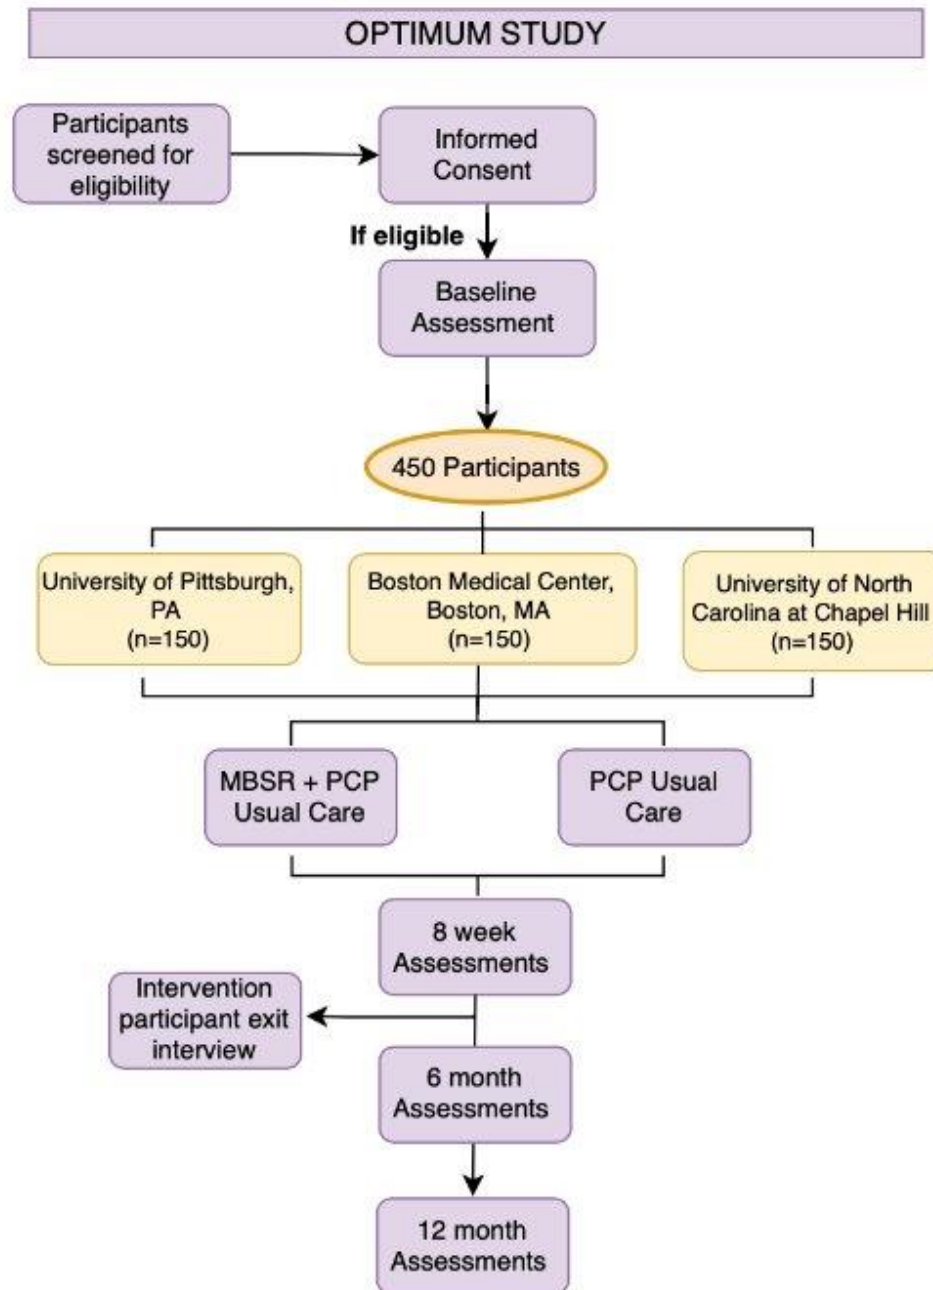 OPTIMUM STUDY
Participants
screened for
eligibility
Informed
Consent
If eligible
Baseline
Assessment
450 Participants
University of Pittsburgh,
PA
(n=150)
Boston Medical Center,
Boston, MA
(n=150)
University of North
Carolina at Chapel Hill
(n=150)
MBSR + PCP
Usual Care
PCP Usual
Care
8 week
Assessments
Intervention
participant exit
interview
6 month
Assessments
12 month
Assessments